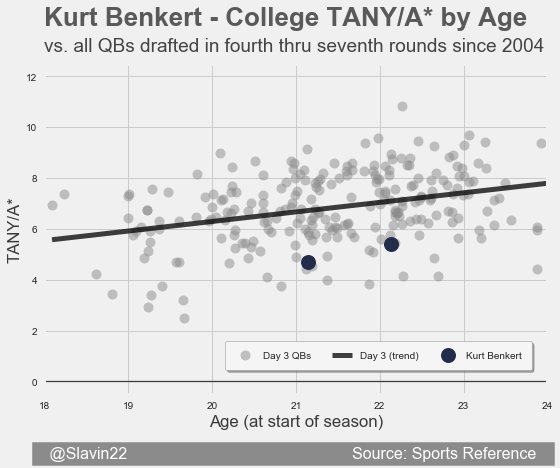 Kurt Benkert - College TANY/A* by Age
vs. all QBs drafted in fourth thru seventh rounds since 2004
12
10
8
6
4
2
0
TANY/A*
Day 3 QBs
Day 3 (trend)
Kurt Benkert
18
19
20
21
22
23
24
Age (at start of season)
@Slavin22
Source: Sports Reference